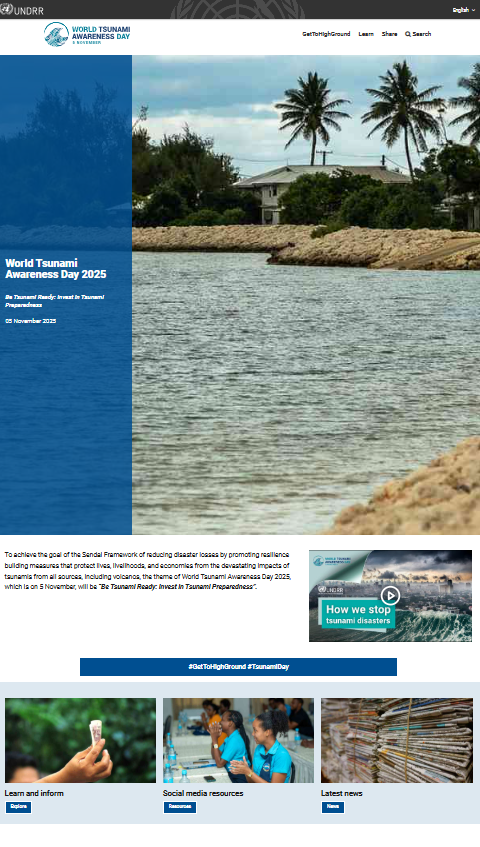 UNDRR
English
WORLD TSUNAMI
AWARENESS DAY
5 NOVEMBER
GetToHighGround Learn Share Search
World Tsunami
Awareness Day 2025
Be Tsunami Ready: Invest In Tsunami
Preparedness
05 November 2025
To achieve the goal of the Sendai Framework of reducing disaster losses by promoting resilience
building measures that protect lives, livelihoods, and economies from the devastating impacts of
tsunamis from all sources, including volcanos, the theme of World Tsunami Awareness Day 2025,
which is on 5 November, will be "Be Tsunami Ready: Invest In Tsunami Preparedness".
WORLD TSUNAMI
AWARENESS DAY
UNDRR
How we stop
tsunami disasters
#GetToHighGround #TsunamiDay
Learn and inform
Explore
Social media resources
Resources
Latest news
News